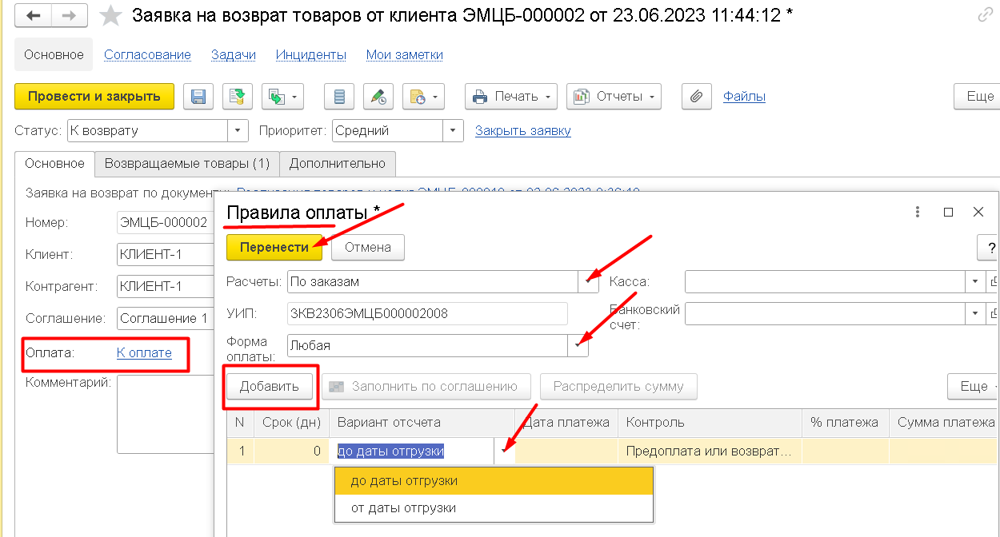 Заявка на возврат товаров от клиента ЭМЦБ-000002 от 23.06.2023 11:44:12 *
Основное Согласование Задачи Инциденты Мои заметки
Провести и закрыть Печать Отчеты Файлы Еще
Статус: К возврату Приоритет: Средний Закрыть заявку
Основное Возвращаемые товары (1) Дополнительно
Заявка на возврат по документу:
Правила оплаты *
Номер: ЭМЦБ-000002
Перенести Отмена ?
Клиент: КЛИЕНТ-1
Расчеты: По заказам Касса:
Контрагент: КЛИЕНТ-1
УИП: ЗКВ2306ЭМЦБ000002008 Банковский счет:
Соглашение: Соглашение 1
Форма оплаты: Любая
Оплата: К оплате
Комментарий:
Добавить Заполнить по соглашению Распределить сумму Еще
N Срок (дн) Вариант отсчета Дата платежа Контроль % платежа Сумма платежа
1 0 до даты отгрузки Предоплата или возврат...
до даты отгрузки
от даты отгрузки